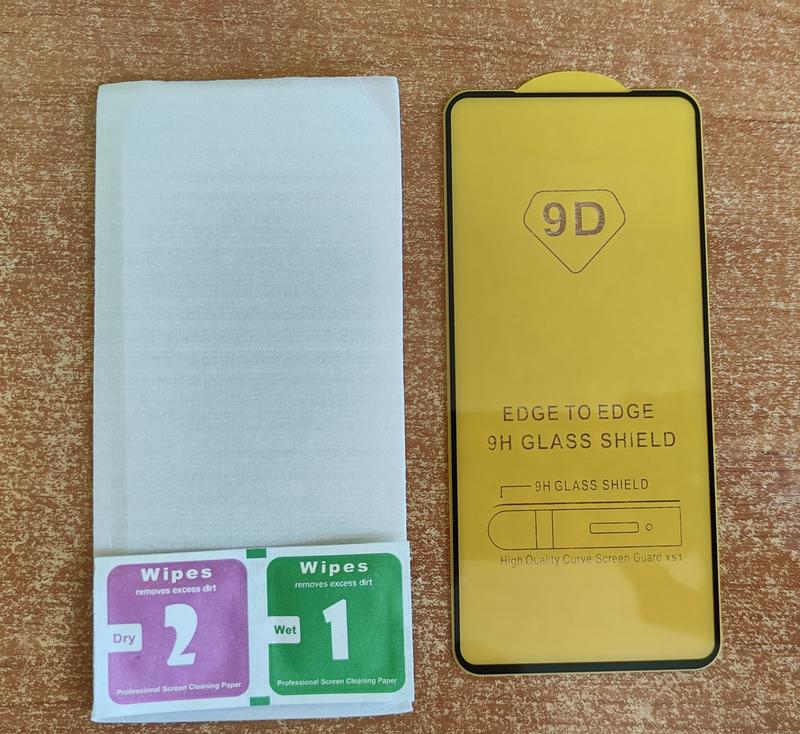 Wipes
removes excess dirt
Dry
2
Professional Screen Cleaning Paper
Wipes
removes excess dirt
Wet
1
Professional Screen Cleaning Paper
9D
EDGE TO EDGE
9H GLASS SHIELD
9H GLASS SHIELD
High Quality Curve Screen Guard xs1